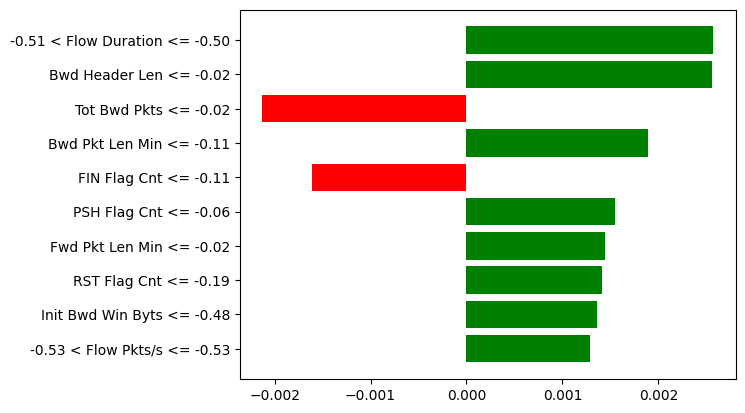 -0.51 < Flow Duration <= -0.50
Bwd Header Len <= -0.02
Tot Bwd Pkts <= -0.02
Bwd Pkt Len Min <= -0.11
FIN Flag Cnt <= -0.11
PSH Flag Cnt <= -0.06
Fwd Pkt Len Min <= -0.02
RST Flag Cnt <= -0.19
Init Bwd Win Byts <= -0.48
-0.53 < Flow Pkts/s <= -0.53
−0.002 −0.001 0.000 0.001 0.002